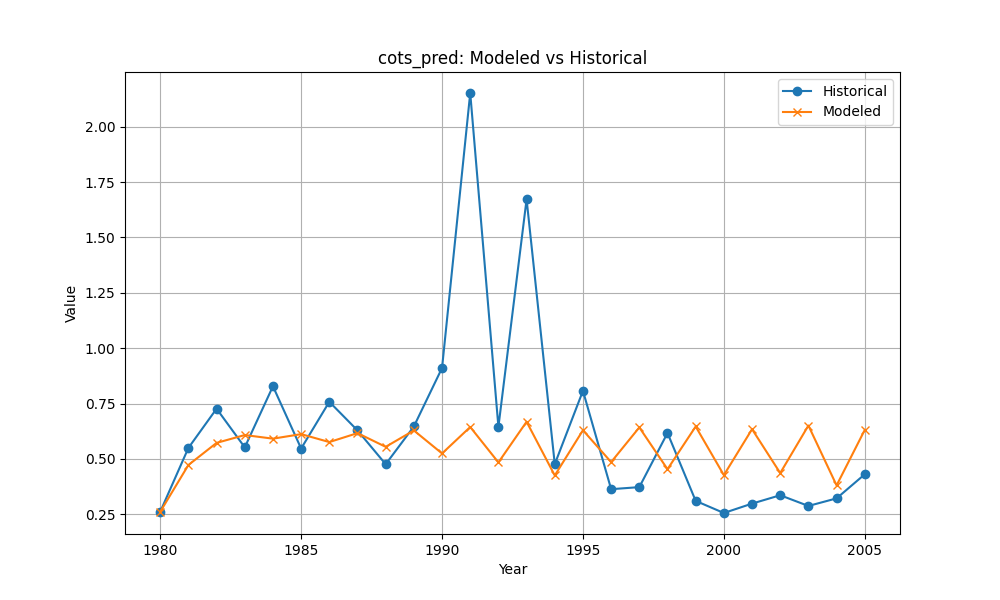 cots_pred: Modeled vs Historical
Historical
Modeled
Value
2.00
1.75
1.50
1.25
1.00
0.75
0.50
0.25
1980 1985 1990 1995 2000 2005
Year